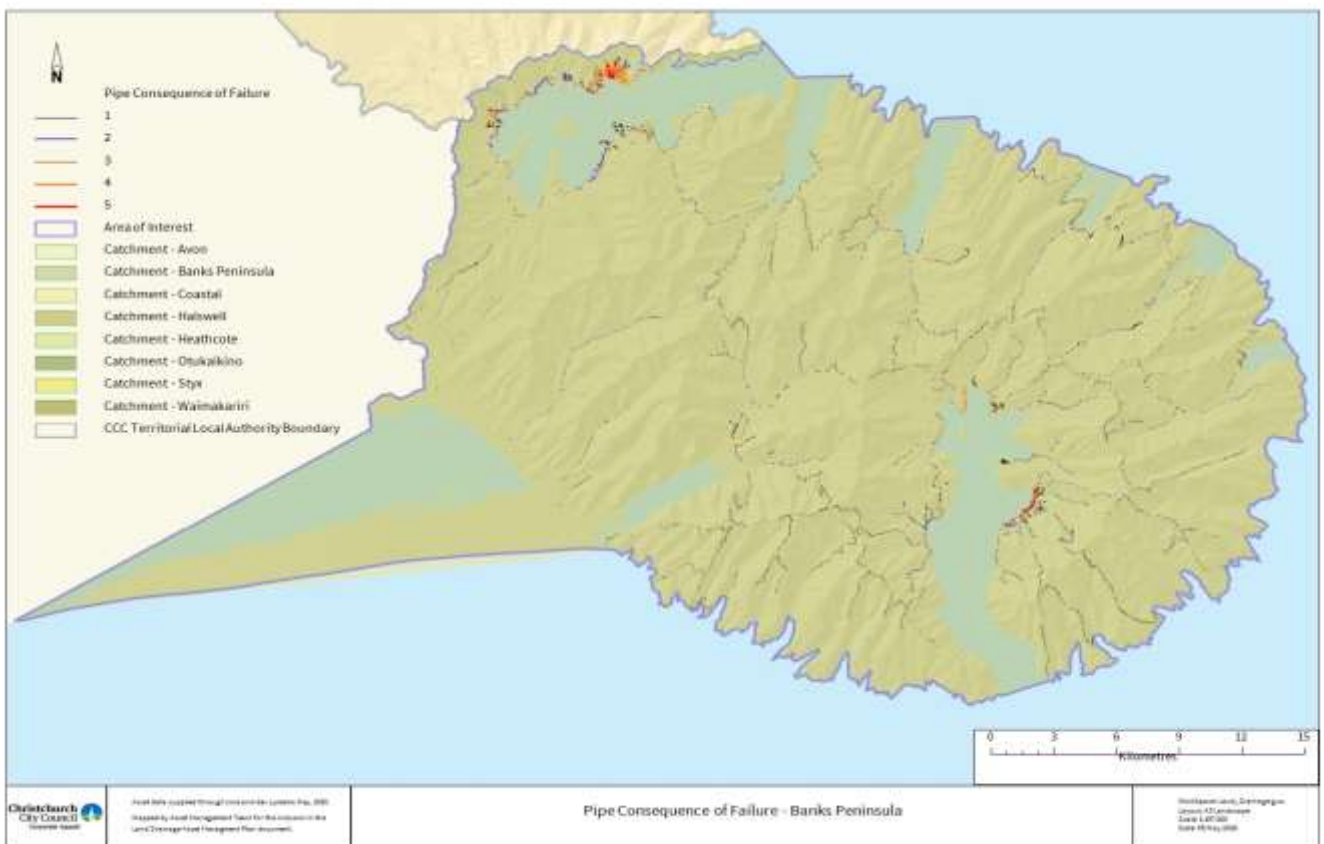 N
Pipe Consequence of Failure
1
2
3
4
5
Area of Interest
Catchment - Avon
Catchment - Banks Peninsula
Catchment - Coastal
Catchment - Halswell
Catchment - Heathcote
Catchment - Otukaikino
Catchment - Styx
Catchment - Waimakariri
CCC Territorial Local Authority Boundary
0 3 6 9 12 15
Kilometres
Christchurch
City Council
Pipe Consequence of Failure - Banks Peninsula